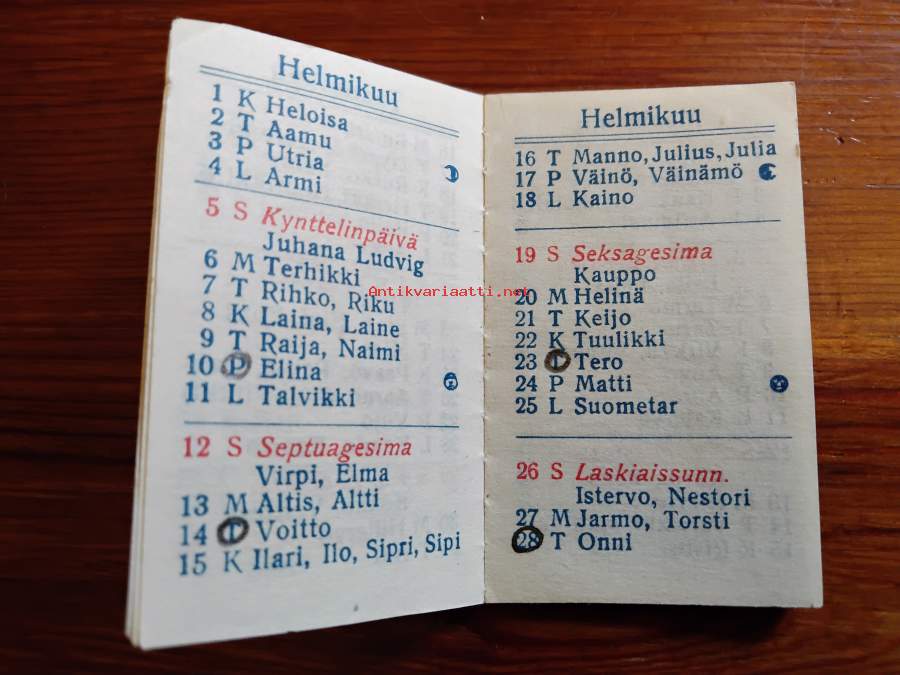 Helmikuu
1 K Heloisa
2 T Aamu
3 P Utria
4 L Armi
5 S Kynttelinpäivä
Juhana Ludvig
6 M Terhikki
7 T Rihko, Riku
8 K Laina, Laine
9 T Raija, Naimi
10 P Elina
11 L Talvikki
12 S Septuagesima
Virpi, Elma
13 M Altis, Altti
14 T Voitto
15 K Ilari, Ilo, Sipri, Sipi
Helmikuu
16 T Manno, Julius, Julia
17 P Väinö, Väinämö
18 L Kaino
19 S Seksagesima
Kauppo
20 M Helinä
21 T Keijo
22 K Tuulikki
23 T Tero
24 P Matti
25 L Suometar
26 S Laskiaissunn.
Istervo, Nestori
27 M Jarmo, Torsti
28 T Onni
Antikvariaatti.net